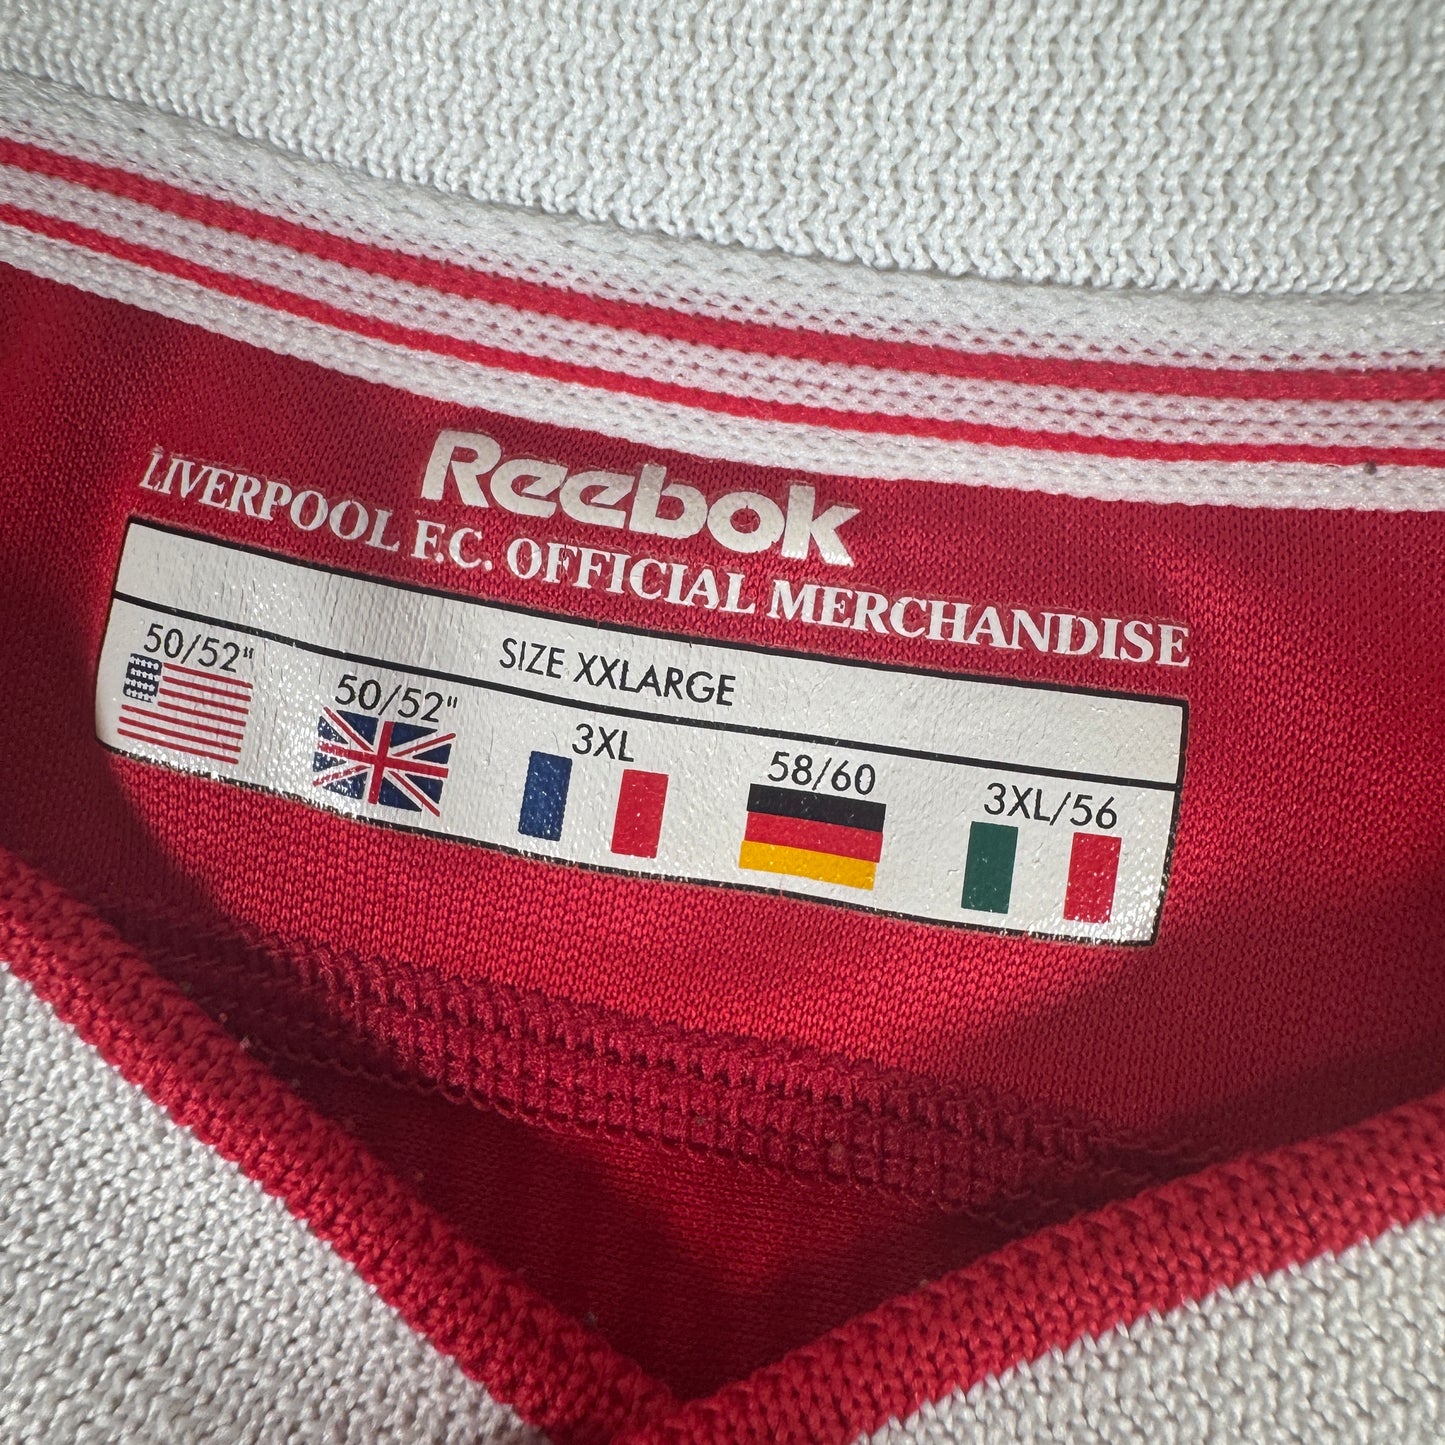 Reebok
LIVERPOOL F.C. OFFICIAL MERCHANDISE
SIZE XXLARGE
50/52" 50/52" 3XL 58/60 3XL/56